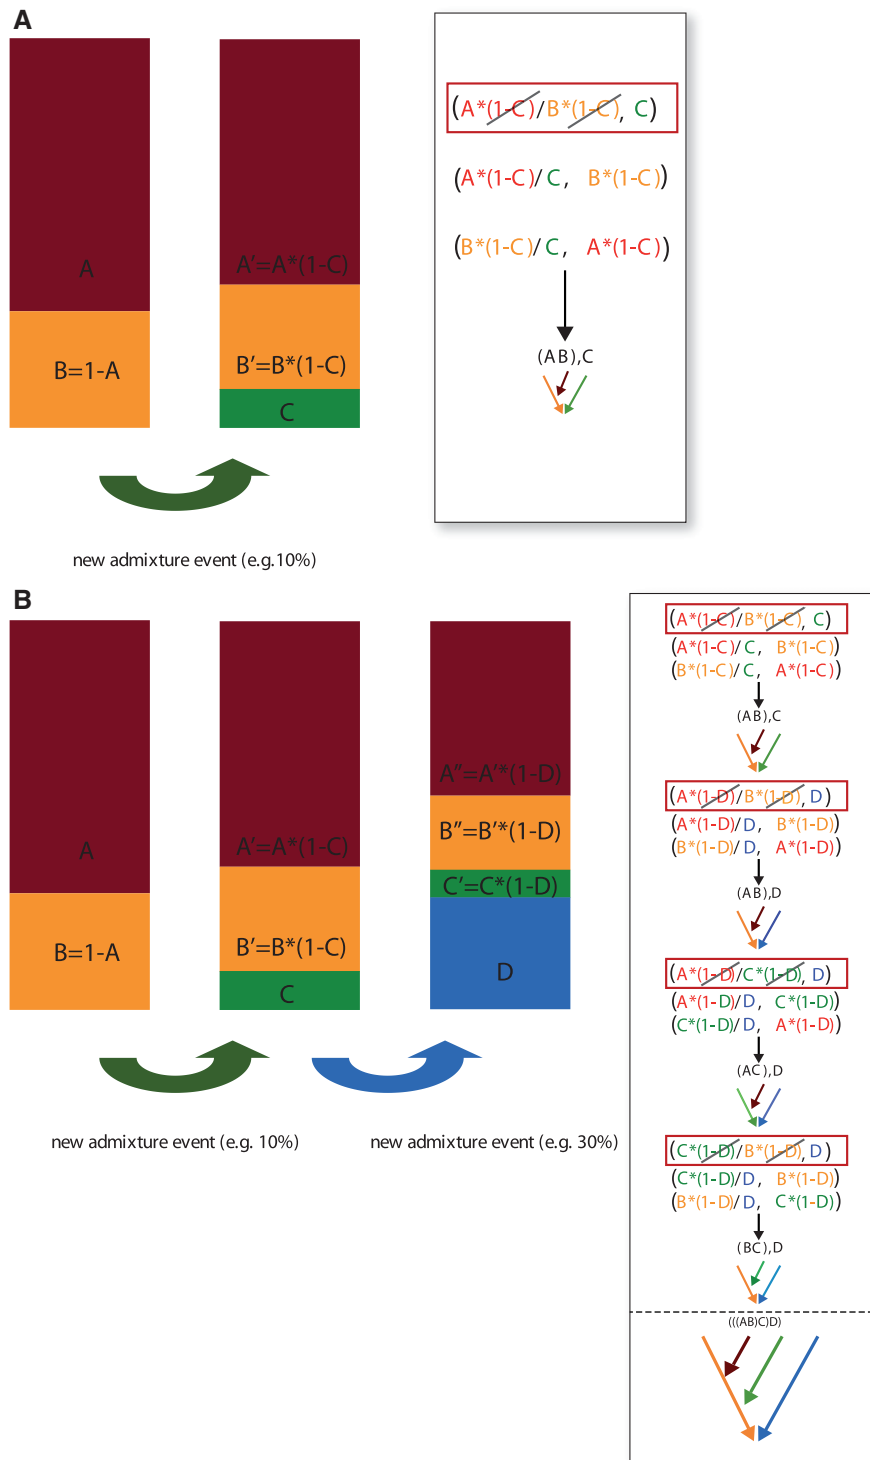 A
A
B=1-A
A′=A*(1-C)
B′=B*(1-C)
C
new admixture event (e.g.10%)
(A*(1-C)/B*(1-C), C)
(A*(1-C)/C, B*(1-C))
(B*(1-C)/C, A*(1-C))
(AB),C
B
A
B=1-A
A′=A*(1-C)
B′=B*(1-C)
C
A″=A′*(1-D)
B″=B′*(1-D)
C′=C*(1-D)
D
new admixture event (e.g. 10%)
new admixture event (e.g. 30%)
(A*(1-C)/B*(1-C), C)
(A*(1-C)/C, B*(1-C))
(B*(1-C)/C, A*(1-C))
(AB),C
(A*(1-D)/B*(1-D), D)
(A*(1-D)/D, B*(1-D))
(B*(1-D)/D, A*(1-D))
(AB),D
(A*(1-D)/C*(1-D), D)
(A*(1-D)/D, C*(1-D))
(C*(1-D)/D, A*(1-D))
(AC),D
(C*(1-D)/B*(1-D), D)
(C*(1-D)/D, B*(1-D))
(B*(1-D)/D, C*(1-D))
(BC),D
(((AB)C)D)